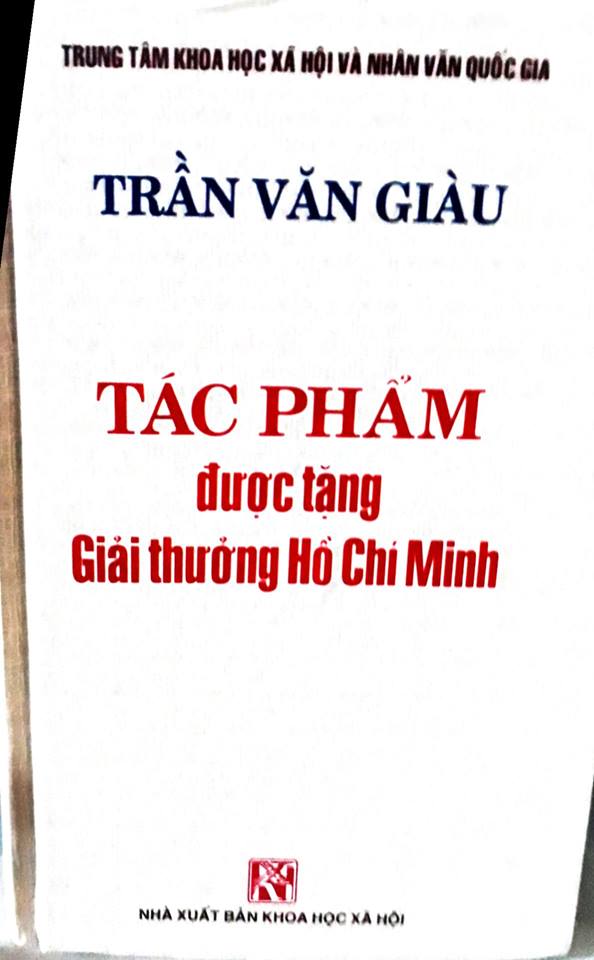 TRUNG TÂM KHOA HỌC XÃ HỘI VÀ NHÂN VĂN QUỐC GIA
TRẦN VĂN GIÀU
TÁC PHẨM
được tặng
Giải thưởng Hồ Chí Minh
NHÀ XUẤT BẢN KHOA HỌC XÃ HỘI